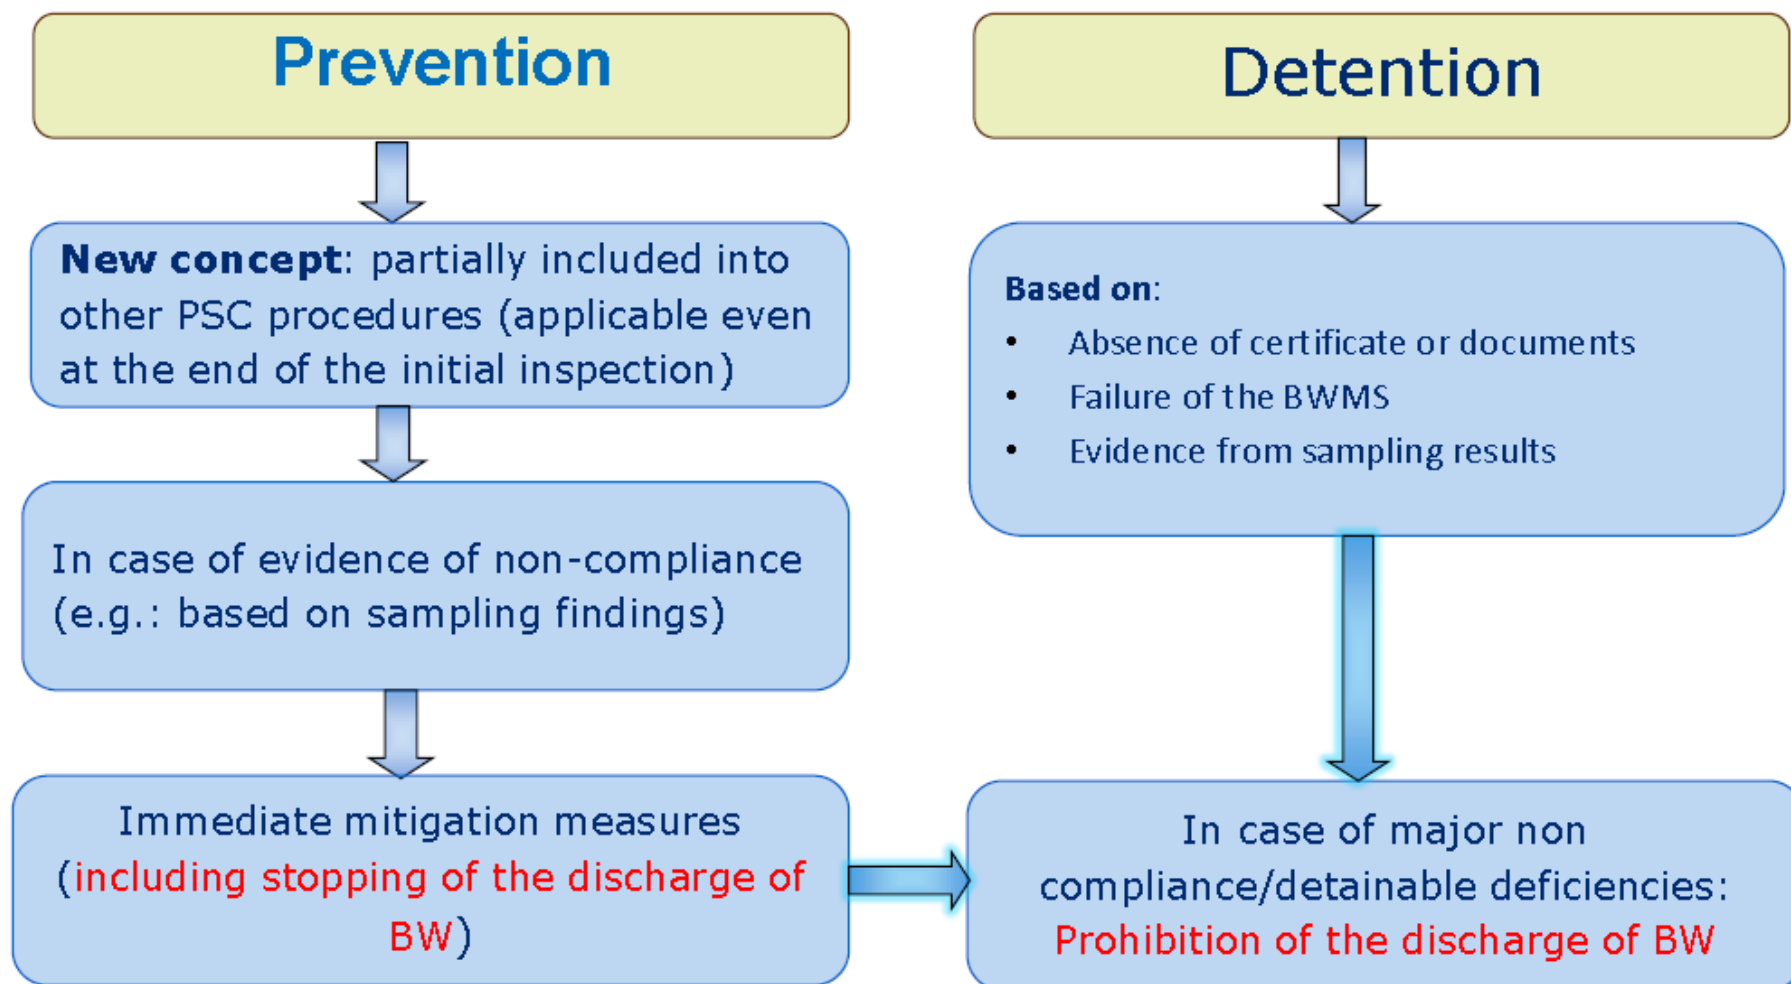 Prevention
New concept: partially included into
other PSC procedures (applicable even
at the end of the initial inspection)
In case of evidence of non-compliance
(e.g.: based on sampling findings)
Immediate mitigation measures
(including stopping of the discharge of
BW)
Detention
Based on:
• Absence of certificate or documents
• Failure of the BWMS
• Evidence from sampling results
In case of major non
compliance/detainable deficiencies:
Prohibition of the discharge of BW